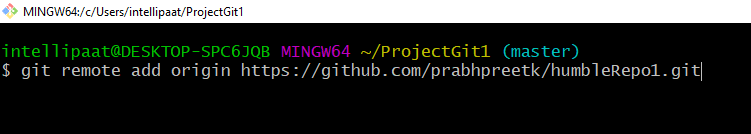 MINGW64:/c/Users/intellipaat/ProjectGit1
intellipaat@DESKTOP-SPC6JQB MINGW64 ~/ProjectGit1 (master)
$ git remote add origin https://github.com/prabhpreetk/humbleRepo1.git